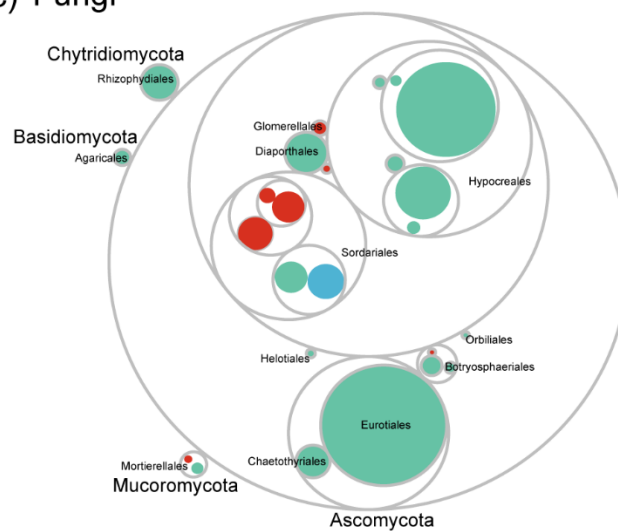 Fungi
Chytridiomycota
Rhizophydiales
Basidiomycota
Agaricales
Glomerellales
Diaporthales
Hypocreales
Sordariales
Orbiliales
Helotiales
Botryosphaeriales
Eurotiales
Chaetothyriales
Mortierellales
Mucoromycota
Ascomycota